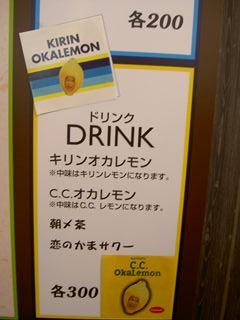 各200
KIRIN
OKALEMON
ドリンク
DRINK
キリンオカレモン
※中味はキリンレモンになります。
C.C.オカレモン
※中味はC.C. レモンになります。
朝メ茶
恋のかまサワー
C.C.
OKaLemon
各300